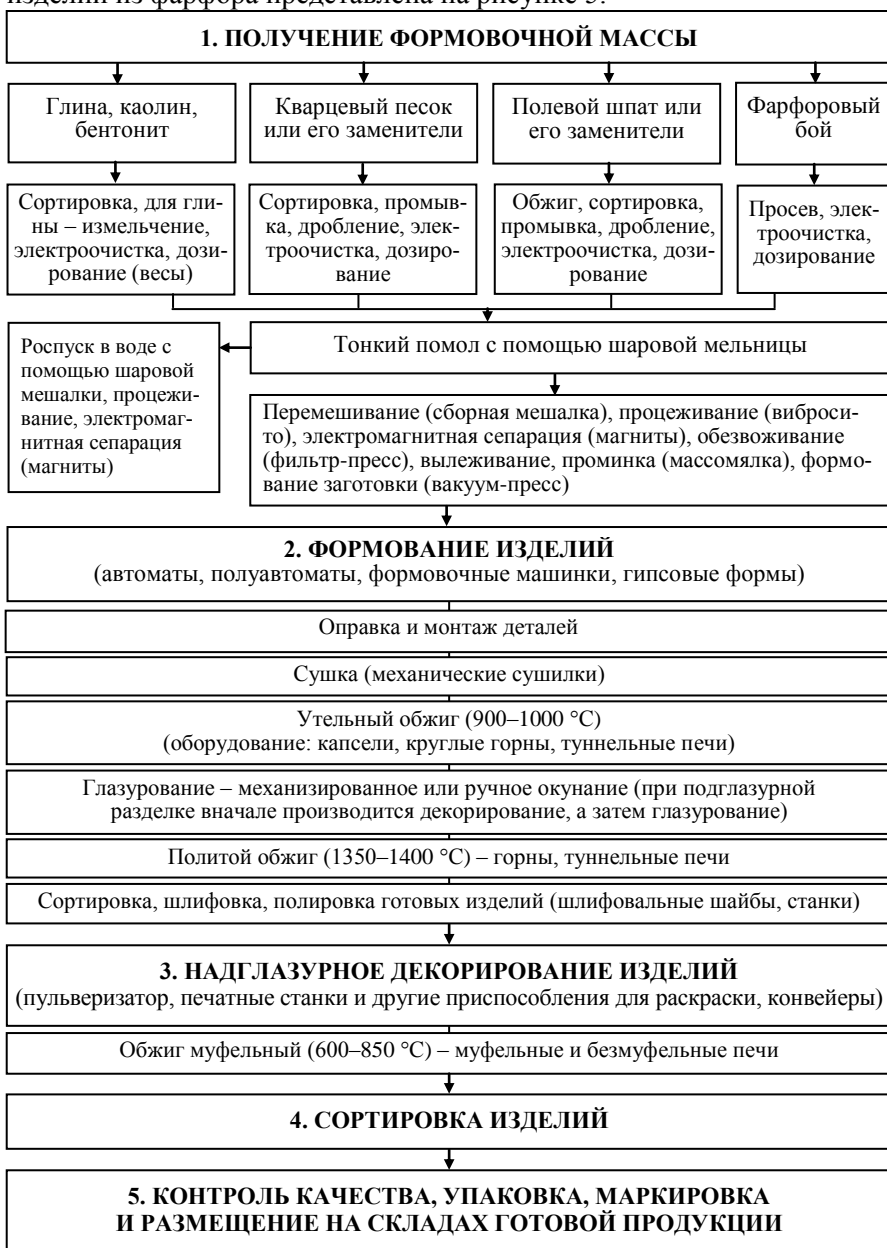 изделий из фарфора представлена на рисунке 5.
1. ПОЛУЧЕНИЕ ФОРМОВОЧНОЙ МАССЫ
Глина, каолин,
бентонит
Кварцевый песок
или его заменители
Полевой шпат или
его заменители
Фарфоровый
бой
Сортировка, для гли-
ны – измельчение,
электроочистка, дози-
рование (весы)
Сортировка, промыв-
ка, дробление, элек-
троочистка, дозиро-
вание
Обжиг, сортировка,
промывка, дробление,
электроочистка, дози-
рование
Просев, элек-
троочистка,
дозирование
Роспуск в воде с
помощью шаровой
мешалки, процежи-
вание, электромаг-
нитная сепарация
(магниты)
Тонкий помол с помощью шаровой мельницы
Перемешивание (сборная мешалка), процеживание (вибросито-
то), электромагнитная сепарация (магниты), обезвоживание
(фильтр-пресс), вылеживание, проминка (массомялка), формо-
вание заготовки (вакуум-пресс)
2. ФОРМОВАНИЕ ИЗДЕЛИЙ
(автоматы, полуавтоматы, формовочные машинки, гипсовые формы)
Оправка и монтаж деталей
Сушка (механические сушилки)
Утельный обжиг (900–1000 °С)
(оборудование: капсели, круглые горны, туннельные печи)
Глазурование – механизированное или ручное окунание (при подглазурной
разделке вначале производится декорирование, а затем глазурование)
Политой обжиг (1350–1400 °С) – горны, туннельные печи
Сортировка, шлифовка, полировка готовых изделий (шлифовальные шайбы, станки)
3. НАДГЛАЗУРНОЕ ДЕКОРИРОВАНИЕ ИЗДЕЛИЙ
(пульверизатор, печатные станки и другие приспособления для раскраски, конвейеры)
Обжиг муфельный (600–850 °С) – муфельные и безмуфельные печи
4. СОРТИРОВКА ИЗДЕЛИЙ
5. КОНТРОЛЬ КАЧЕСТВА, УПАКОВКА, МАРКИРОВКА
И РАЗМЕЩЕНИЕ НА СКЛАДАХ ГОТОВОЙ ПРОДУКЦИИ